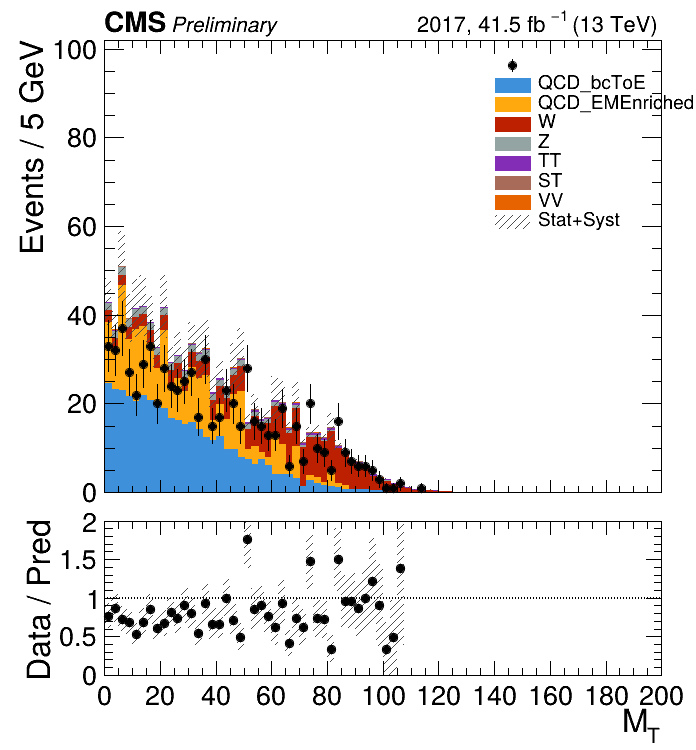 CMS Preliminary 2017, 41.5 fb⁻¹ (13 TeV)
Events / 5 GeV
100
80
60
40
20
0
QCD_bcToE
QCD_EMEnriched
W
Z
TT
ST
VV
Stat+Syst
Data / Pred
2
1.5
1
0.5
0
0 20 40 60 80 100 120 140 160 180 200
M_T